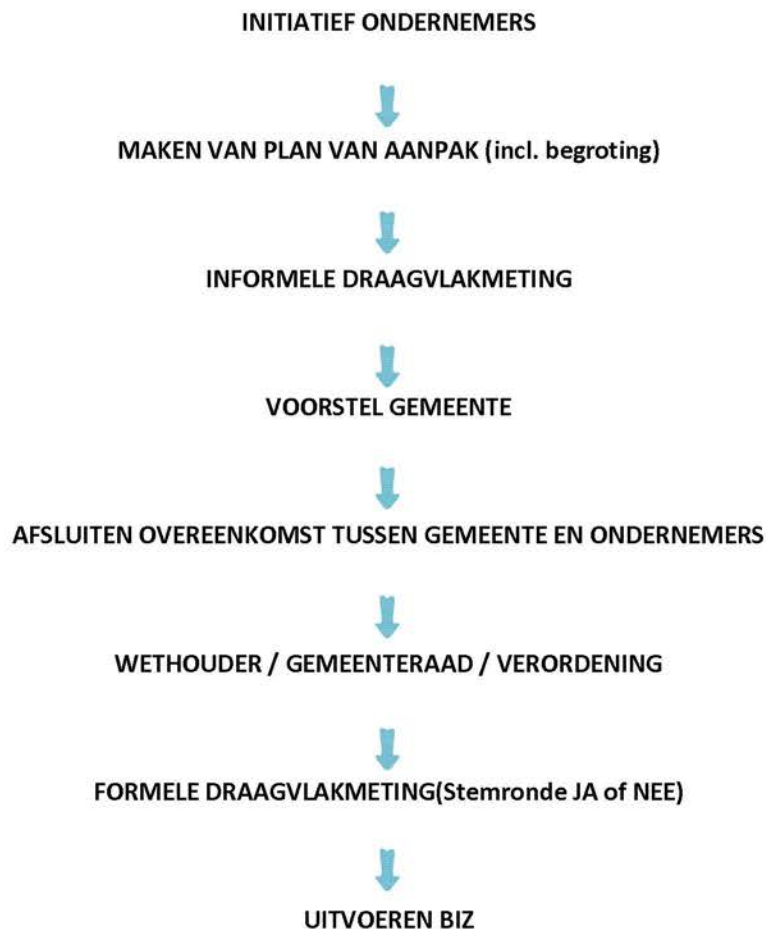 INITIATIEF ONDERNEMERS
MAKEN VAN PLAN VAN AANPAK (incl. begroting)
INFORMELE DRAAGVLAKMETING
VOORSTEL GEMEENTE
AFSLUITEN OVEREENKOMST TUSSEN GEMEENTE EN ONDERNEMERS
WETHOUDER / GEMEENTERAAD / VERORDENING
FORMELE DRAAGVLAKMETING(Stemronde JA of NEE)
UITVOEREN BIZ